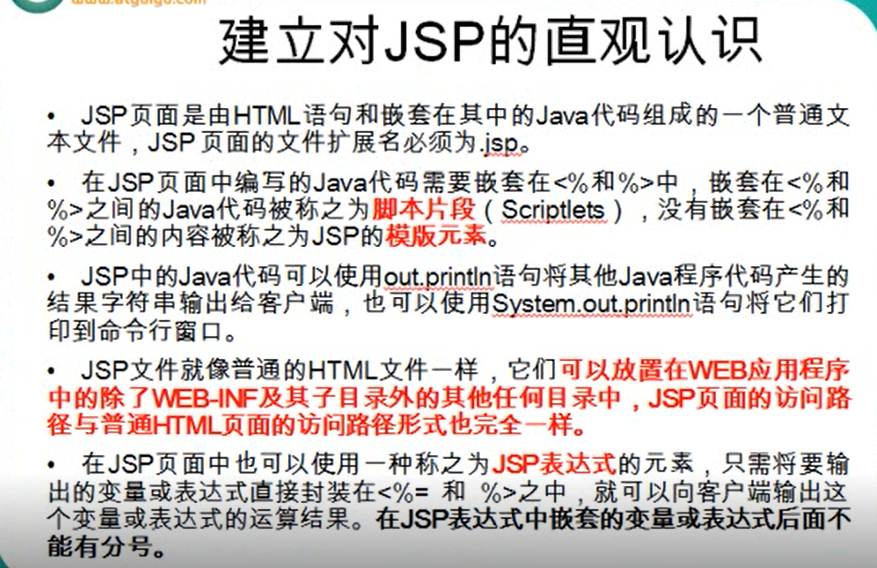 www.atguigu.com
建立对JSP的直观认识
• JSP页面是由HTML语句和嵌套在其中的Java代码组成的一个普通文
本文件，JSP 页面的文件扩展名必须为.jsp。
• 在JSP页面中编写的Java代码需要嵌套在<%和%>中，嵌套在<%和
%>之间的Java代码被称之为脚本片段（Scriptlets），没有嵌套在<%和
%>之间的内容被称之为JSP的模版元素。
• JSP中的Java代码可以使用out.println语句将其他Java程序代码产生的
结果字符串输出给客户端，也可以使用System.out.println语句将它们打
印到命令行窗口。
• JSP文件就像普通的HTML文件一样，它们可以放置在WEB应用程序
中的除了WEB-INF及其子目录外的其他任何目录中，JSP页面的访问路
径与普通HTML页面的访问路径形式也完全一样。
• 在JSP页面中也可以使用一种称之为JSP表达式的元素，只需将要输
出的变量或表达式直接封装在<%= 和 %>之中，就可以向客户端输出这
个变量或表达式的运算结果。在JSP表达式中嵌套的变量或表达式后面不
能有分号。